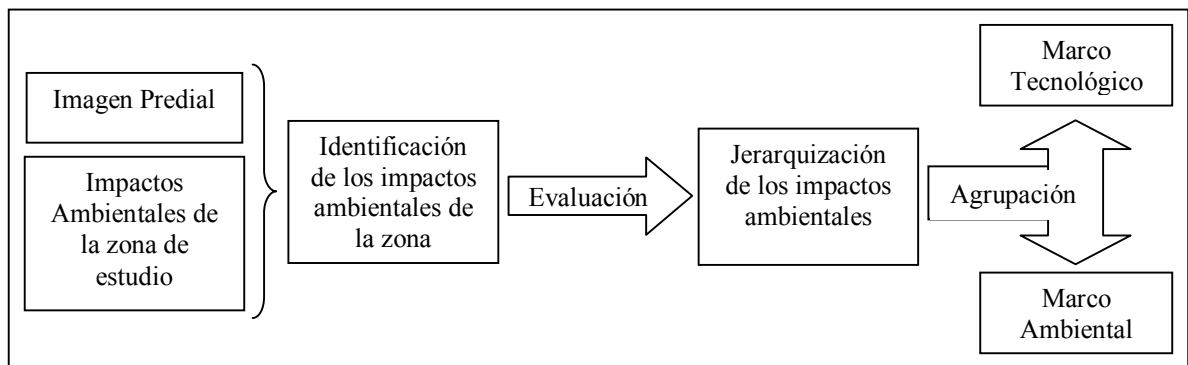 Imagen Predial
Impactos
Ambientales de
la zona de
estudio
Identificación
de los impactos
ambientales de
la zona
Evaluación
Jerarquización
de los impactos
ambientales
Agrupación
Marco
Tecnológico
Marco
Ambiental